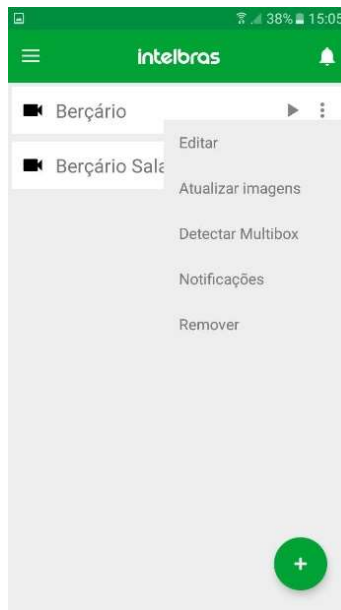 38% 15:05
intelbras
Berçário
Editar
Berçário Sala
Atualizar imagens
Detectar Multibox
Notificações
Remover
+